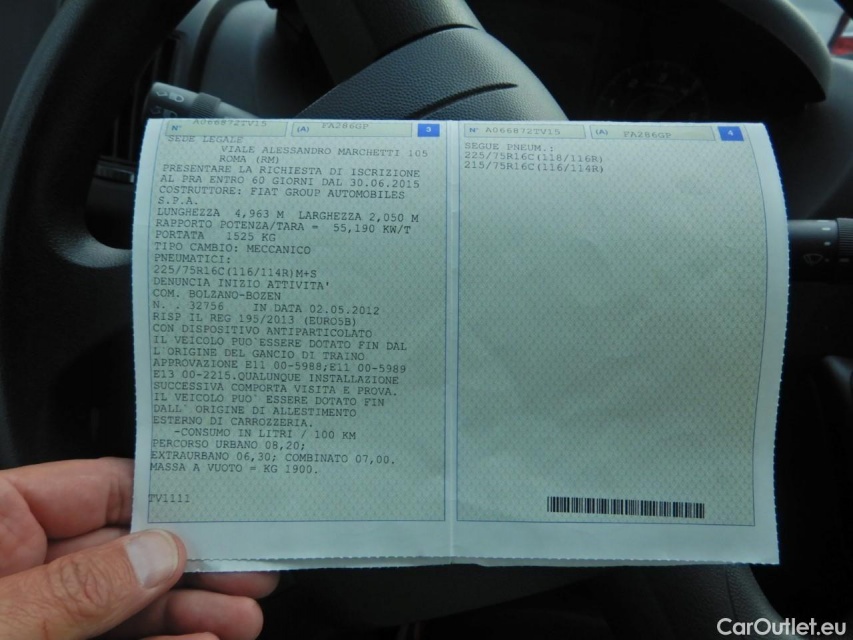 N° A066872TV15 (A) FA286GP 3
SEDE LEGALE
VIALE ALESSANDRO MARCHETTI 105
ROMA (RM)
PRESENTARE LA RICHIESTA DI ISCRIZIONE
AL PRA ENTRO 60 GIORNI DAL 30.06.2015
COSTRUTTORE: FIAT GROUP AUTOMOBILES
S.P.A.
LUNGHEZZA 4,963 M LARGHEZZA 2,050 M
RAPPORTO POTENZA/TARA = 55,190 KW/T
PORTATA 1525 KG
TIPO CAMBIO: MECCANICO
PNEUMATICI:
225/75R16C(116/114R)M+S
DENUNCIA INIZIO ATTIVITA'
COM. BOLZANO-BOZEN
N. . 32756 IN DATA 02.05.2012
RISP IL REG 195/2013 (EURO5B)
CON DISPOSITIVO ANTIPARTICOLATO
IL VEICOLO PUO`ESSERE DOTATO FIN DAL
L'ORIGINE DEL GANCIO DI TRAINO
APPROVAZIONE E11 00-5988;E11 00-5989
E13 00-2215.QUALUNQUE INSTALLAZIONE
SUCCESSIVA COMPORTA VISITA E PROVA.
IL VEICOLO PUO` ESSERE DOTATO FIN
DALL` ORIGINE DI ALLESTIMENTO
ESTERNO DI CARROZZERIA.
-CONSUMO IN LITRI / 100 KM
PERCORSO URBANO 08,20;
EXTRAURBANO 06,30; COMBINATO 07,00.
MASSA A VUOTO = KG 1900.
TV1111
N° A066872TV15 (A) FA286GP 4
SEGUE PNEUM.:
225/75R16C(118/116R)
215/75R16C(116/114R)
CarOutlet.eu